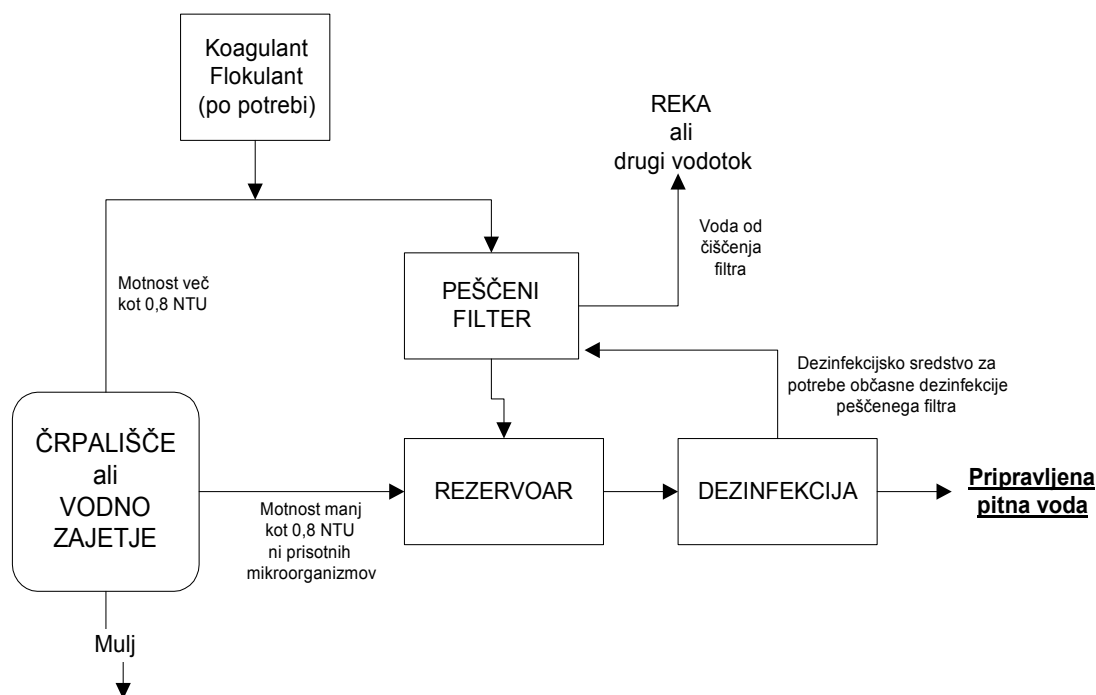 Koagulant
Flokulant
(po potrebi)
REKA
ali
drugi vodotok
Voda od
čiščenja
filtra
Motnost več
kot 0,8 NTU
PEŠČENI
FILTER
Dezinfekcijsko sredstvo za
potrebe občasne dezinfekcije
peščenega filtra
ČRPALIŠČE
ali
VODNO
ZAJETJE
Motnost manj
kot 0,8 NTU
ni prisotnih
mikroorganizmov
REZERVOAR
DEZINFEKCIJA
Pripravljena
pitna voda
Mulj